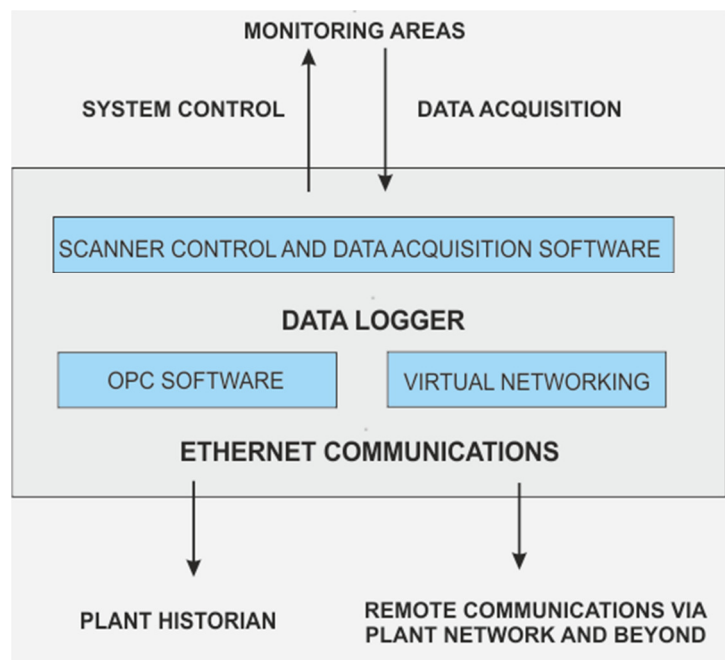 MONITORING AREAS
SYSTEM CONTROL
DATA ACQUISITION
SCANNER CONTROL AND DATA ACQUISITION SOFTWARE
DATA LOGGER
OPC SOFTWARE
VIRTUAL NETWORKING
ETHERNET COMMUNICATIONS
PLANT HISTORIAN
REMOTE COMMUNICATIONS VIA
PLANT NETWORK AND BEYOND